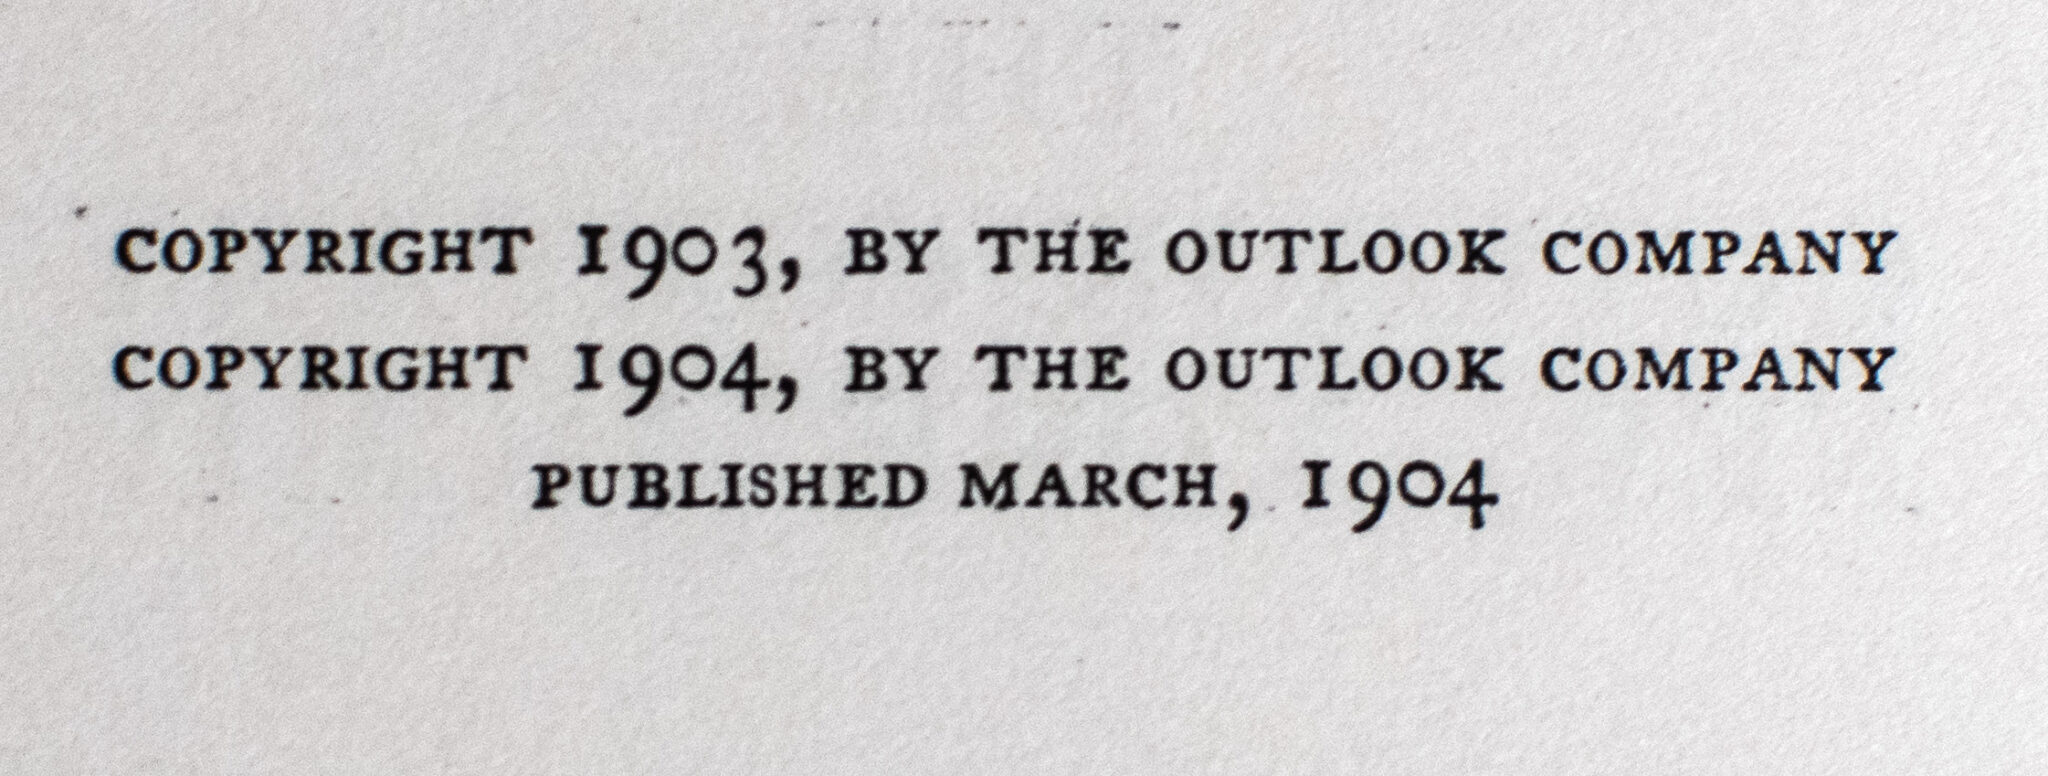 COPYRIGHT 1903, BY THE OUTLOOK COMPANY
COPYRIGHT 1904, BY THE OUTLOOK COMPANY
PUBLISHED MARCH, 1904